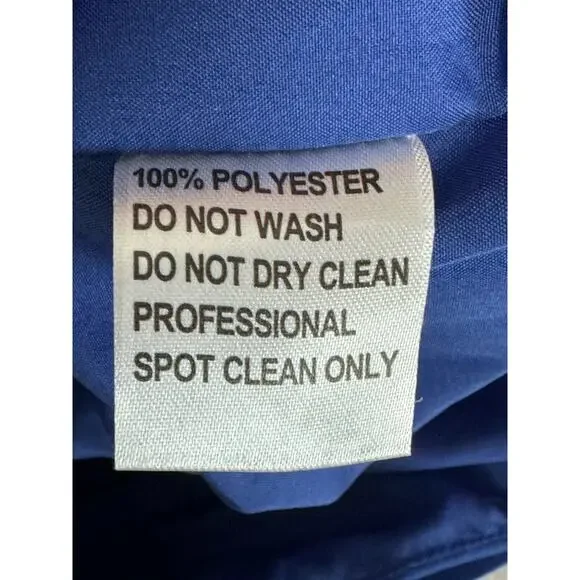 100% POLYESTER
DO NOT WASH
DO NOT DRY CLEAN
PROFESSIONAL
SPOT CLEAN ONLY